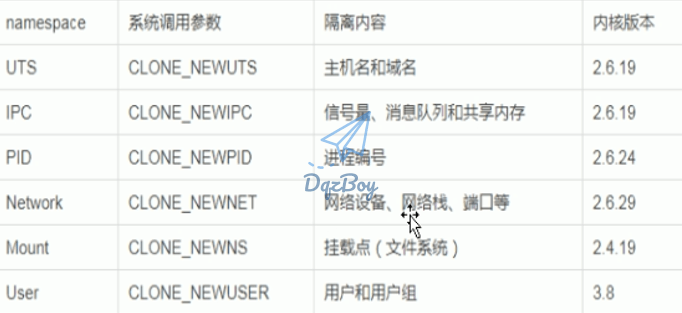 namespace 系统调用参数 隔离内容 内核版本
UTS CLONE_NEWUTS 主机名和域名 2.6.19
IPC CLONE_NEWIPC 信号量、消息队列和共享内存 2.6.19
PID CLONE_NEWPID 进程编号 2.6.24
DqzBoy
Network CLONE_NEWNET 网络设备、网络栈、端口等 2.6.29
Mount CLONE_NEWNS 挂载点（文件系统） 2.4.19
User CLONE_NEWUSER 用户和用户组 3.8